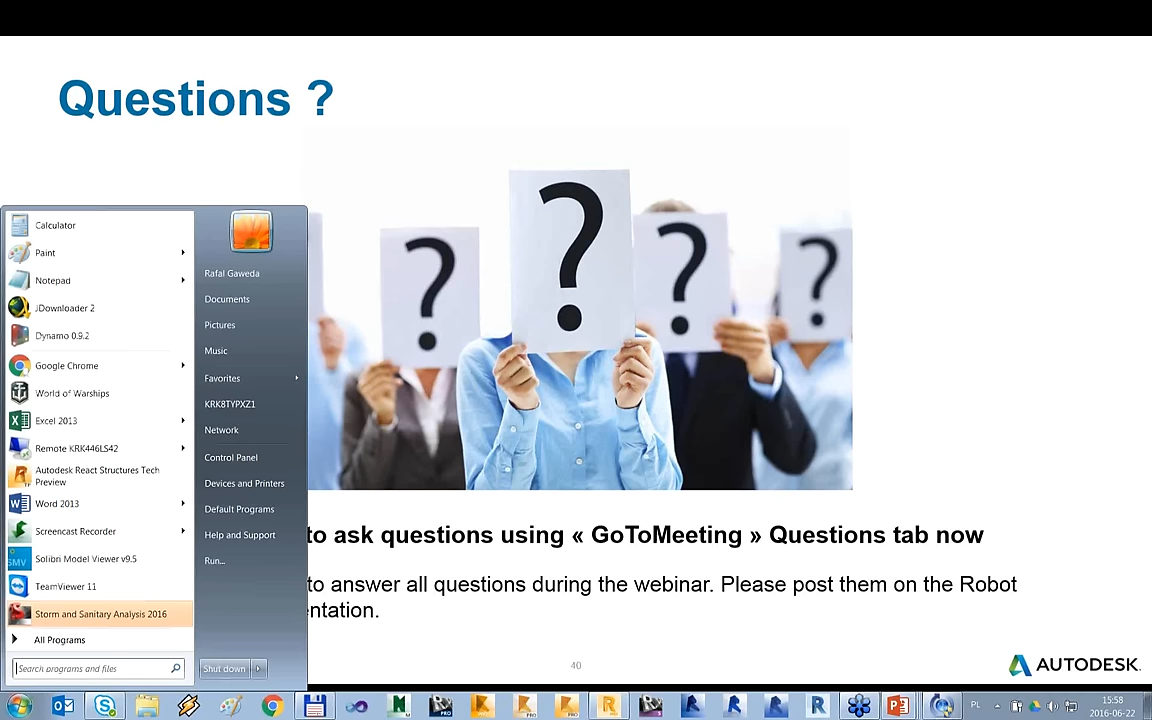 Questions ?
? ? ? ?
Calculator
Paint
Notepad
JDownloader 2
Dynamo 0.9.2
Google Chrome
World of Warships
Excel 2013
Remote KRK446LS42
Autodesk React Structures Tech
Preview
Word 2013
Screencast Recorder
SMV
Solibri Model Viewer v9.5
TeamViewer 11
Storm and Sanitary Analysis 2016
All Programs
Search programs and files
Rafal Gaweda
Documents
Pictures
Music
Favorites
KRK8TYPXZ1
Network
Control Panel
Devices and Printers
Default Programs
Help and Support
Run...
Shut down
to ask questions using « GoToMeeting » Questions tab now
to answer all questions during the webinar. Please post them on the Robot
entation.
40
AUTODESK.
PL
15:58
2016-06-22